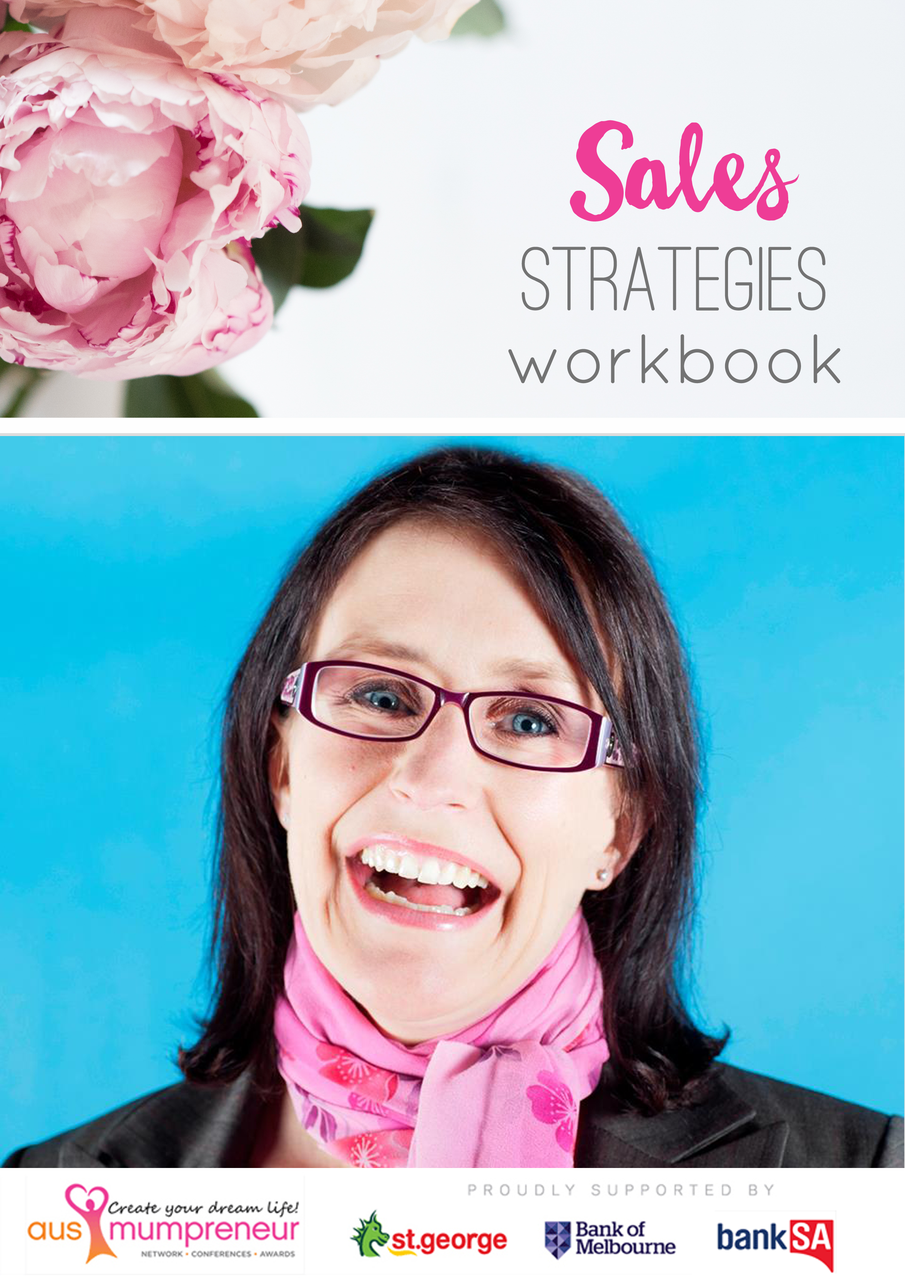 Sales
STRATEGIES
workbook
PROUDLY SUPPORTED BY
Create your dream life!
aus mumpreneur
NETWORK • CONFERENCES • AWARDS
st.george
Bank of
Melbourne
bankSA